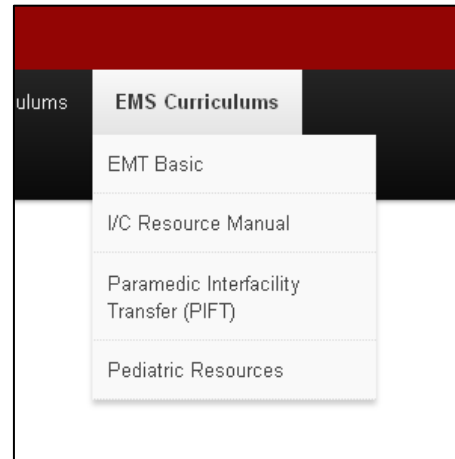 ulums EMS Curriculums
EMT Basic
I/C Resource Manual
Paramedic Interfacility
Transfer (PIFT)
Pediatric Resources